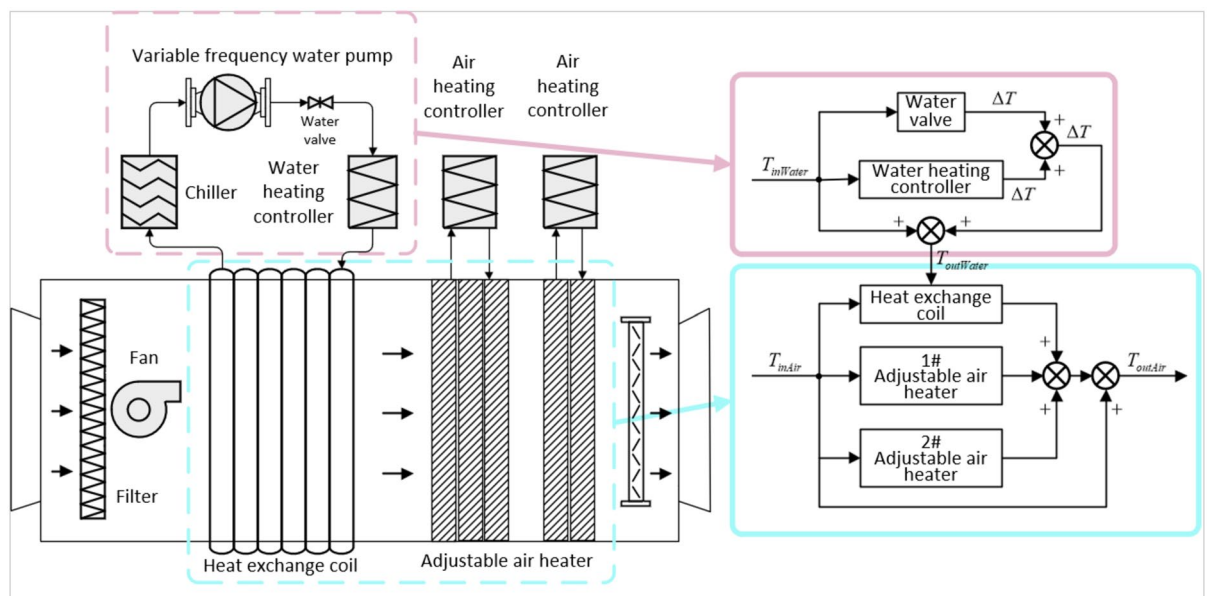 Variable frequency water pump
Water
valve
Chiller
Water
heating
controller
Air
heating
controller
Air
heating
controller
Fan
Filter
Heat exchange coil
Adjustable air heater
Water
valve
ΔT
+
ΔT
T_inWater
Water heating
controller
+
ΔT
+
+
T_outWater
Heat exchange
coil
+
T_inAir
1#
Adjustable air
heater
T_outAir
+
+
2#
Adjustable air
heater